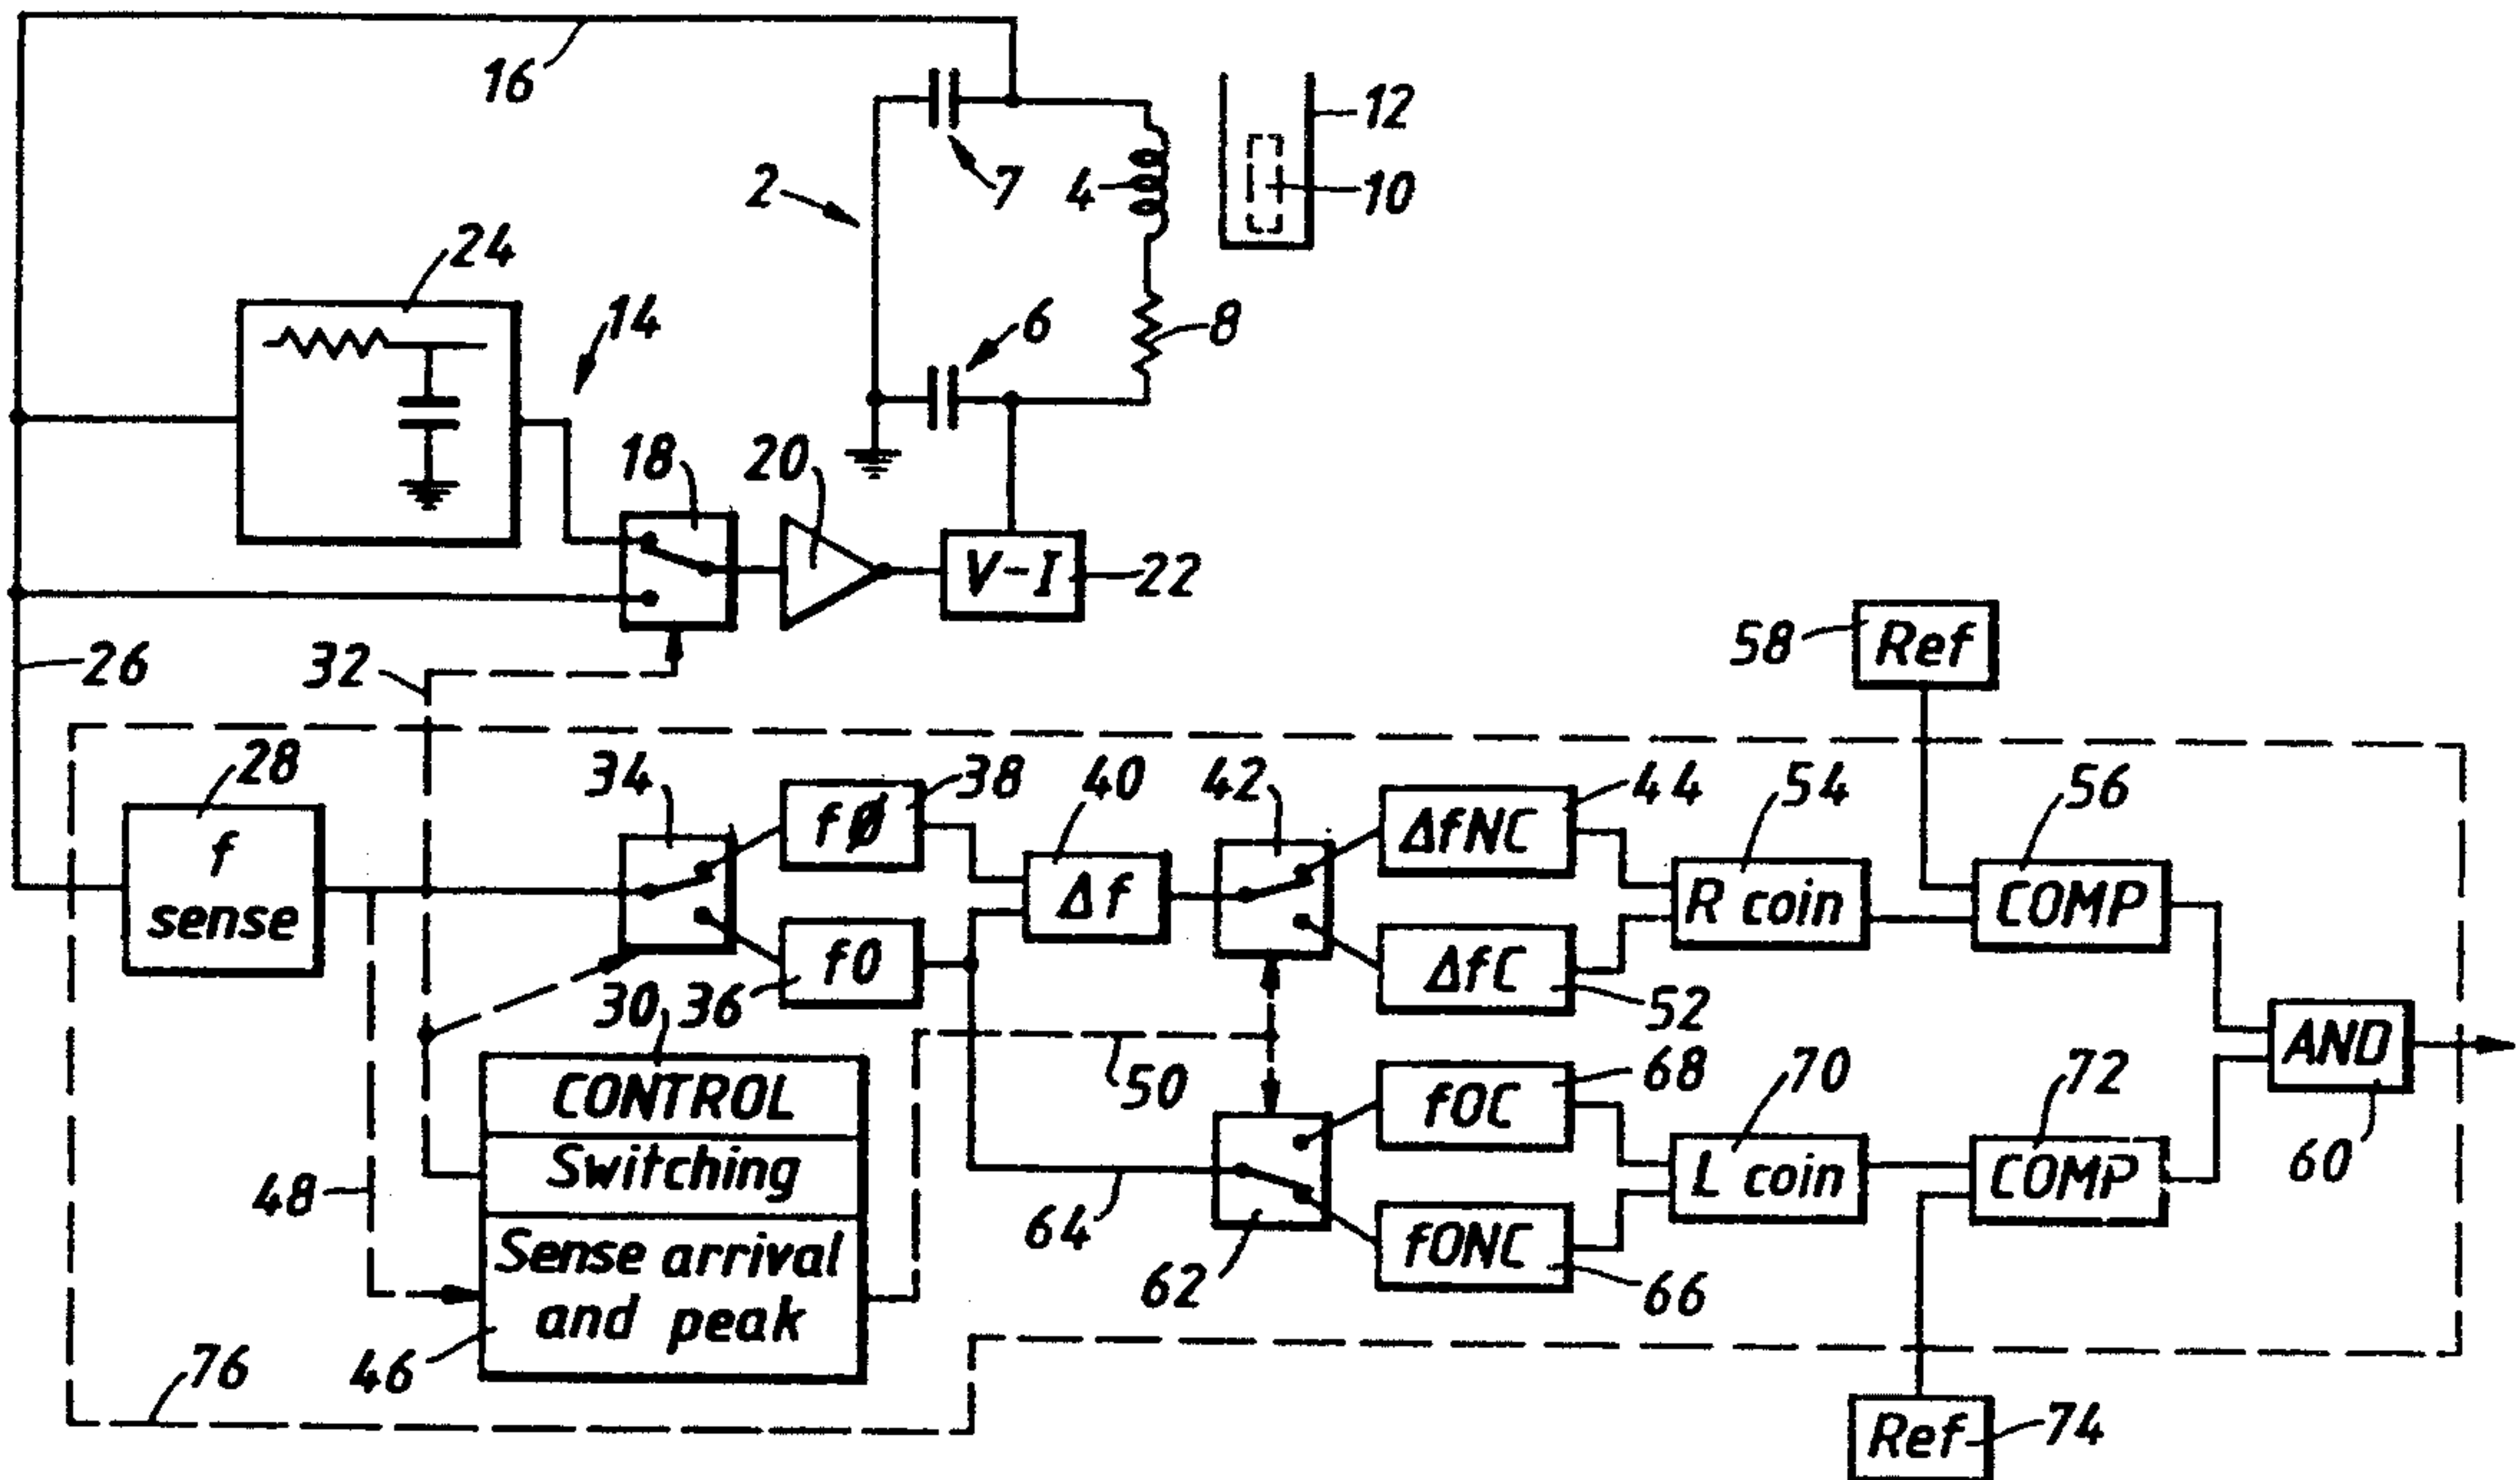 16
12
7
2
4
10
24
14
6
8
18
20
V-I
22
26
32
58
Ref
28
34
38
40
42
44
54
56
f
sense
fØ
Δf
ΔfNC
R coin
COMP
f0
ΔfC
30
36
52
CONTROL
50
fOC
68
70
72
AND
Switching
48
64
L coin
COMP
60
Sense arrival
and peak
62
fONC
66
76
46
Ref
74